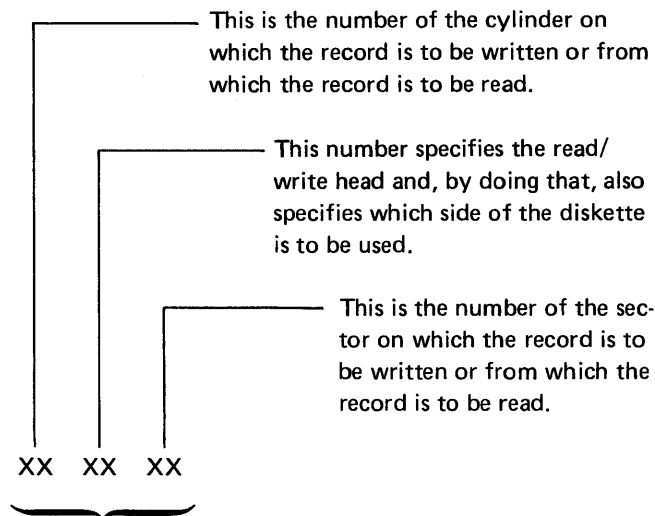 This is the number of the cylinder on
which the record is to be written or from
which the record is to be read.
This number specifies the read/
write head and, by doing that, also
specifies which side of the diskette
is to be used.
This is the number of the sec-
tor on which the record is to
be written or from which the
record is to be read.
XX XX XX